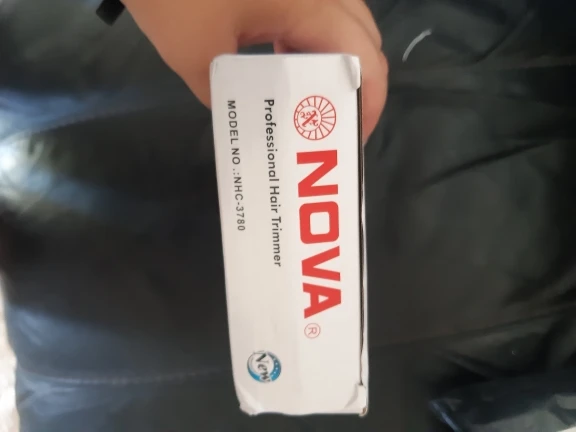 NOVA®
Professional Hair Trimmer
MODEL NO.:NHC-3780
New